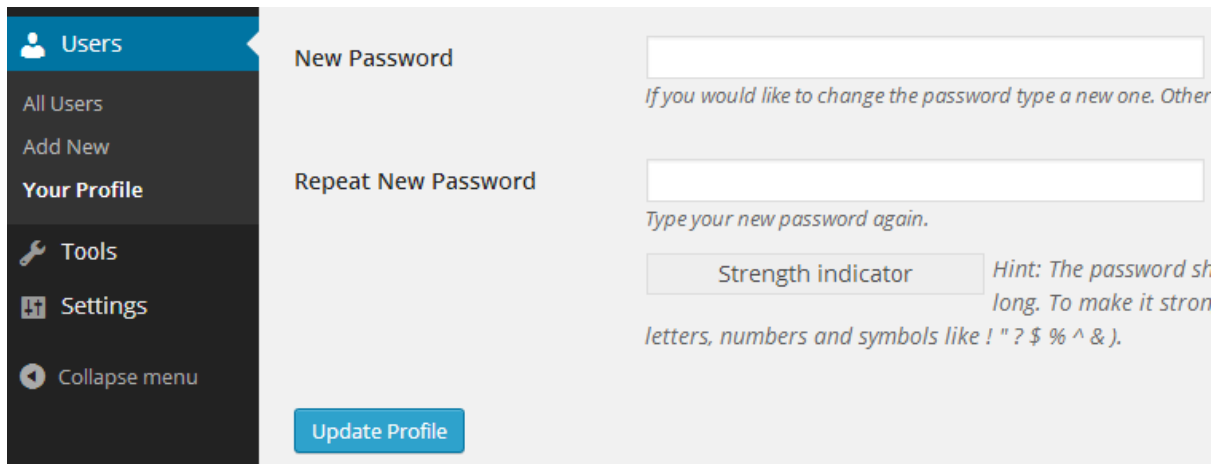 Users
All Users
Add New
Your Profile
Tools
Settings
Collapse menu
New Password
If you would like to change the password type a new one. Other
Repeat New Password
Type your new password again.
Strength indicator
Hint: The password sh
long. To make it stron
letters, numbers and symbols like ! " ? $ % ^ & ).
Update Profile